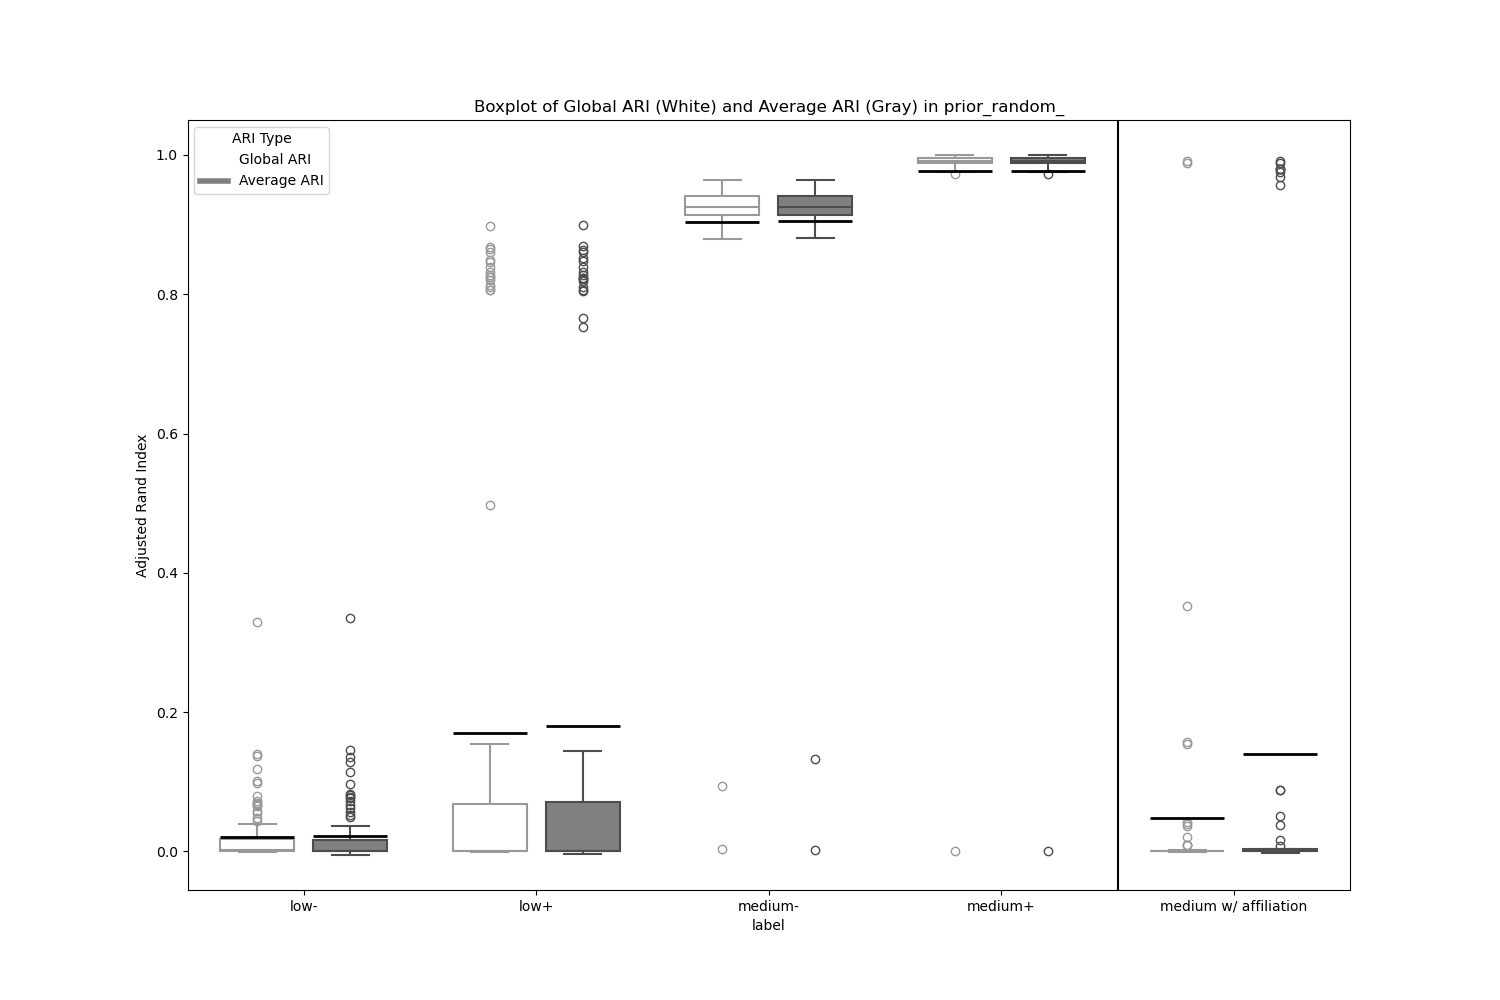 Boxplot of Global ARI (White) and Average ARI (Gray) in prior_random_
ARI Type
Global ARI
Average ARI
1.0
0.8
0.6
0.4
0.2
0.0
Adjusted Rand Index
low-
low+
medium-
medium+
medium w/ affiliation
label